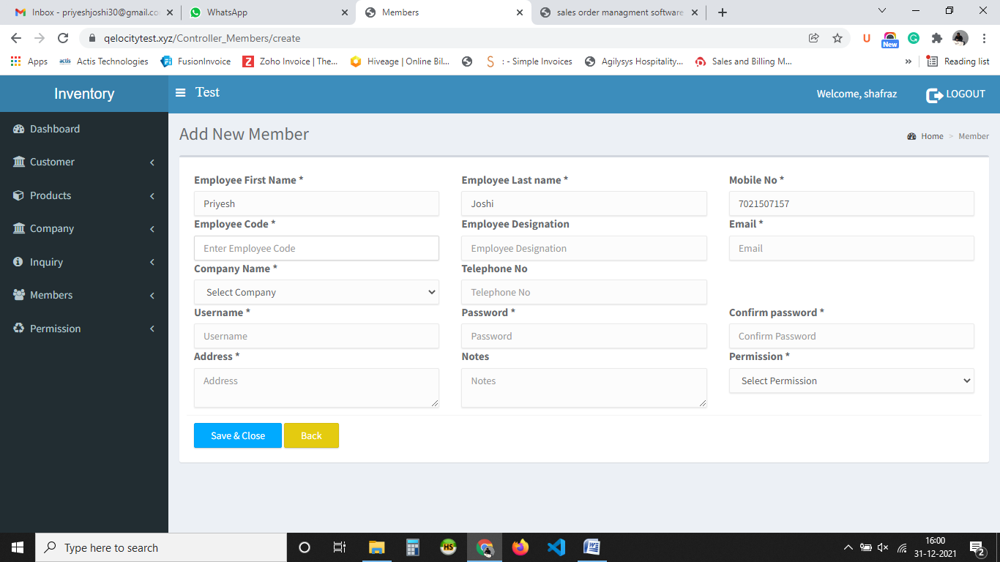 Inbox - priyeshjoshi30@gmail.co
WhatsApp
Members
sales order managment software
qelocitytest.xyz/Controller_Members/create
New
Apps
actis Actis Technologies
FusionInvoice
Zoho Invoice | The...
Hiveage | Online Bil...
: - Simple Invoices
Agilysys Hospitality...
Sales and Billing M...
»
Reading list
Inventory
Test
Welcome, shafraz
LOGOUT
Dashboard
Customer
Products
Company
Inquiry
Members
Permission
Add New Member
Home > Member
Employee First Name *
Employee Last name *
Mobile No *
Priyesh
Joshi
7021507157
Employee Code *
Employee Designation
Email *
Enter Employee Code
Employee Designation
Email
Company Name *
Telephone No
Select Company
Telephone No
Username *
Password *
Confirm password *
Username
Password
Confirm Password
Address *
Notes
Permission *
Address
Notes
Select Permission
Save & Close
Back
Type here to search
HS
16:00
31-12-2021
2